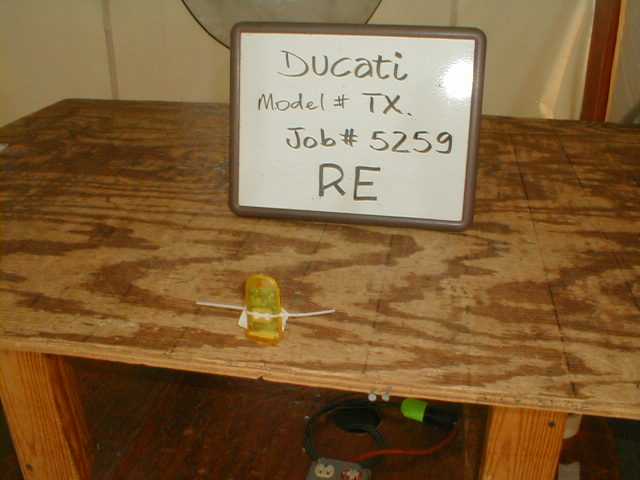 Ducati
Model # TX.
Job # 5259
RE